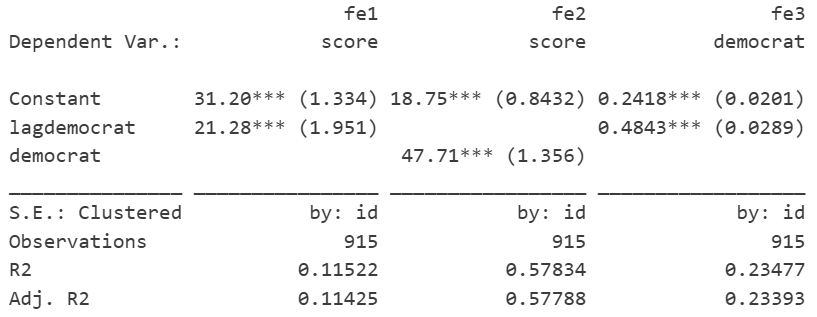 fe1 fe2 fe3
Dependent Var.: score score democrat
Constant 31.20*** (1.334) 18.75*** (0.8432) 0.2418*** (0.0201)
lagdemocrat 21.28*** (1.951) 0.4843*** (0.0289)
democrat 47.71*** (1.356)
_______________ ________________ _________________ __________________
S.E.: Clustered by: id by: id by: id
Observations 915 915 915
R2 0.11522 0.57834 0.23477
Adj. R2 0.11425 0.57788 0.23393